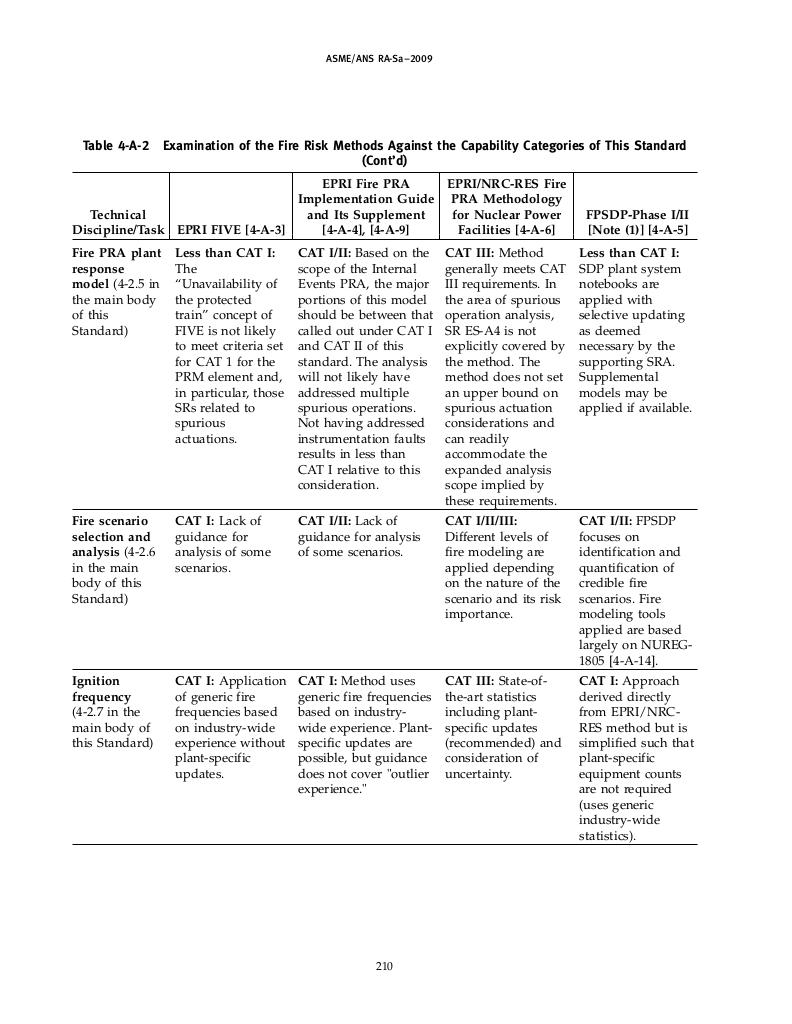 ASME/ANS RA-Sa–2009
Table 4-A-2 Examination of the Fire Risk Methods Against the Capability Categories of This Standard
(Cont’d)
Technical
Discipline/Task
EPRI FIVE [4-A-3]
EPRI Fire PRA
Implementation Guide
and Its Supplement
[4-A-4], [4-A-9]
EPRI/NRC-RES Fire
PRA Methodology
for Nuclear Power
Facilities [4-A-6]
FPSDP-Phase I/II
[Note (1)] [4-A-5]
Fire PRA plant
response
model (4-2.5 in
the main body
of this
Standard)
Less than CAT I:
The
“Unavailability of
the protected
train” concept of
FIVE is not likely
to meet criteria set
for CAT 1 for the
PRM element and,
in particular, those
SRs related to
spurious
actuations.
CAT I/II: Based on the
scope of the Internal
Events PRA, the major
portions of this model
should be between that
called out under CAT I
and CAT II of this
standard. The analysis
will not likely have
addressed multiple
spurious operations.
Not having addressed
instrumentation faults
results in less than
CAT I relative to this
consideration.
CAT III: Method
generally meets CAT
III requirements. In
the area of spurious
operation analysis,
SR ES-A4 is not
explicitly covered by
the method. The
method does not set
an upper bound on
spurious actuation
considerations and
can readily
accommodate the
expanded analysis
scope implied by
these requirements.
Less than CAT I:
SDP plant system
notebooks are
applied with
selective updating
as deemed
necessary by the
supporting SRA.
Supplemental
models may be
applied if available.
Fire scenario
selection and
analysis (4-2.6
in the main
body of this
Standard)
CAT I: Lack of
guidance for
analysis of some
scenarios.
CAT I/II: Lack of
guidance for analysis
of some scenarios.
CAT I/II/III:
Different levels of
fire modeling are
applied depending
on the nature of the
scenario and its risk
importance.
CAT I/II: FPSDP
focuses on
identification and
quantification of
credible fire
scenarios. Fire
modeling tools
applied are based
largely on NUREG-
1805 [4-A-14].
Ignition
frequency
(4-2.7 in the
main body of
this Standard)
CAT I: Application
of generic fire
frequencies based
on industry-wide
experience without
plant-specific
updates.
CAT I: Method uses
generic fire frequencies
based on industry-
wide experience. Plant-
specific updates are
possible, but guidance
does not cover "outlier
experience."
CAT III: State-of-
the-art statistics
including plant-
specific updates
(recommended) and
consideration of
uncertainty.
CAT I: Approach
derived directly
from EPRI/NRC-
RES method but is
simplified such that
plant-specific
equipment counts
are not required
(uses generic
industry-wide
statistics).
210